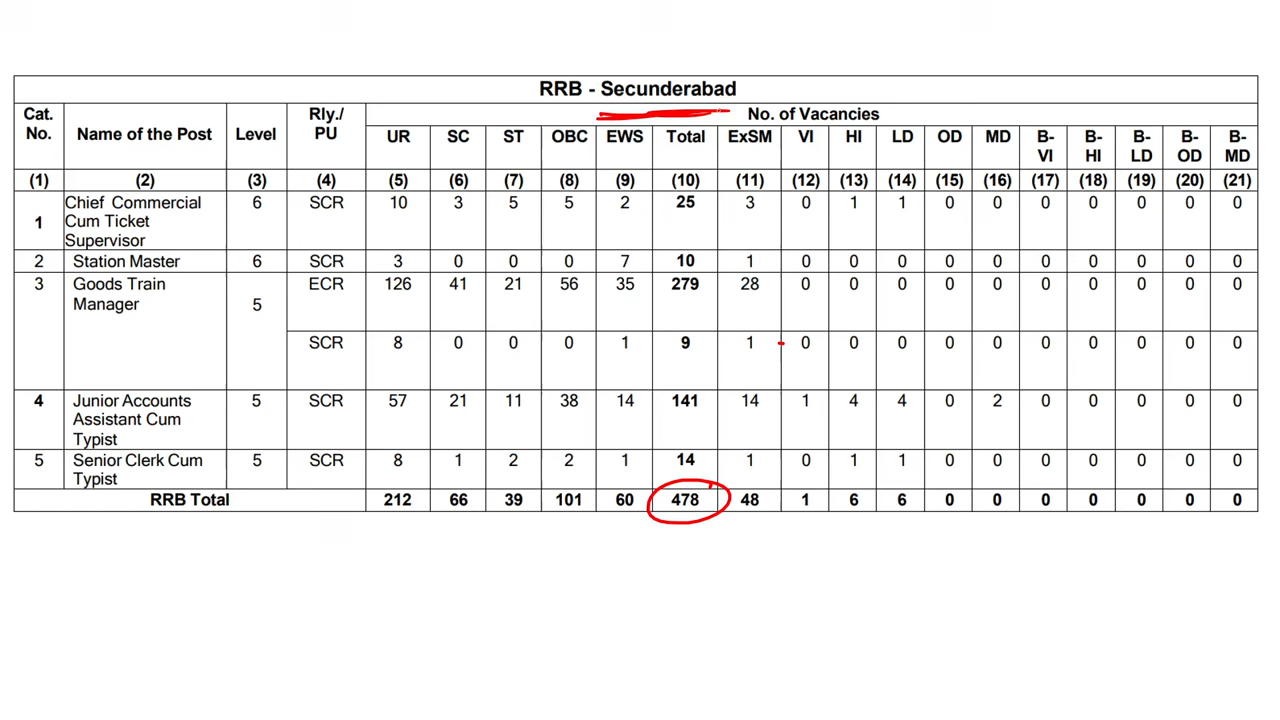 RRB - Secunderabad
Cat. No. Name of the Post Level Rly./ PU No. of Vacancies
UR SC ST OBC EWS Total ExSM VI HI LD OD MD B-VI B-HI B-LD B-OD B-MD
(1) (2) (3) (4) (5) (6) (7) (8) (9) (10) (11) (12) (13) (14) (15) (16) (17) (18) (19) (20) (21)
1 Chief Commercial Cum Ticket Supervisor 6 SCR 10 3 5 5 2 25 3 0 1 1 0 0 0 0 0 0 0
2 Station Master 6 SCR 3 0 0 0 7 10 1 0 0 0 0 0 0 0 0 0 0
3 Goods Train Manager 5 ECR 126 41 21 56 35 279 28 0 0 0 0 0 0 0 0 0 0
SCR 8 0 0 0 1 9 1 0 0 0 0 0 0 0 0 0 0
4 Junior Accounts Assistant Cum Typist 5 SCR 57 21 11 38 14 141 14 1 4 4 0 2 0 0 0 0 0
5 Senior Clerk Cum Typist 5 SCR 8 1 2 2 1 14 1 0 1 1 0 0 0 0 0 0 0
RRB Total 212 66 39 101 60 478 48 1 6 6 0 0 0 0 0 0 0